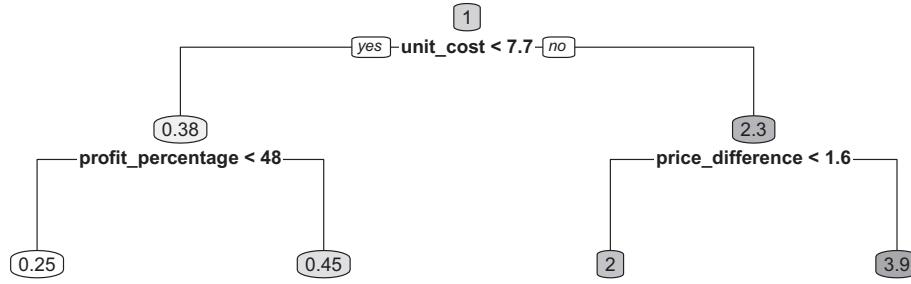 1
yes unit_cost < 7.7 no
0.38 2.3
profit_percentage < 48 price_difference < 1.6
0.25 0.45 2 3.9